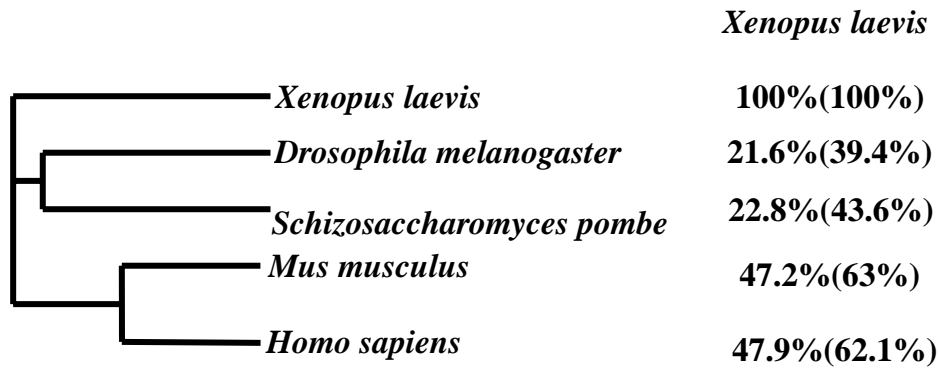 Xenopus laevis
Xenopus laevis 100%(100%)
Drosophila melanogaster 21.6%(39.4%)
Schizosaccharomyces pombe 22.8%(43.6%)
Mus musculus 47.2%(63%)
Homo sapiens 47.9%(62.1%)